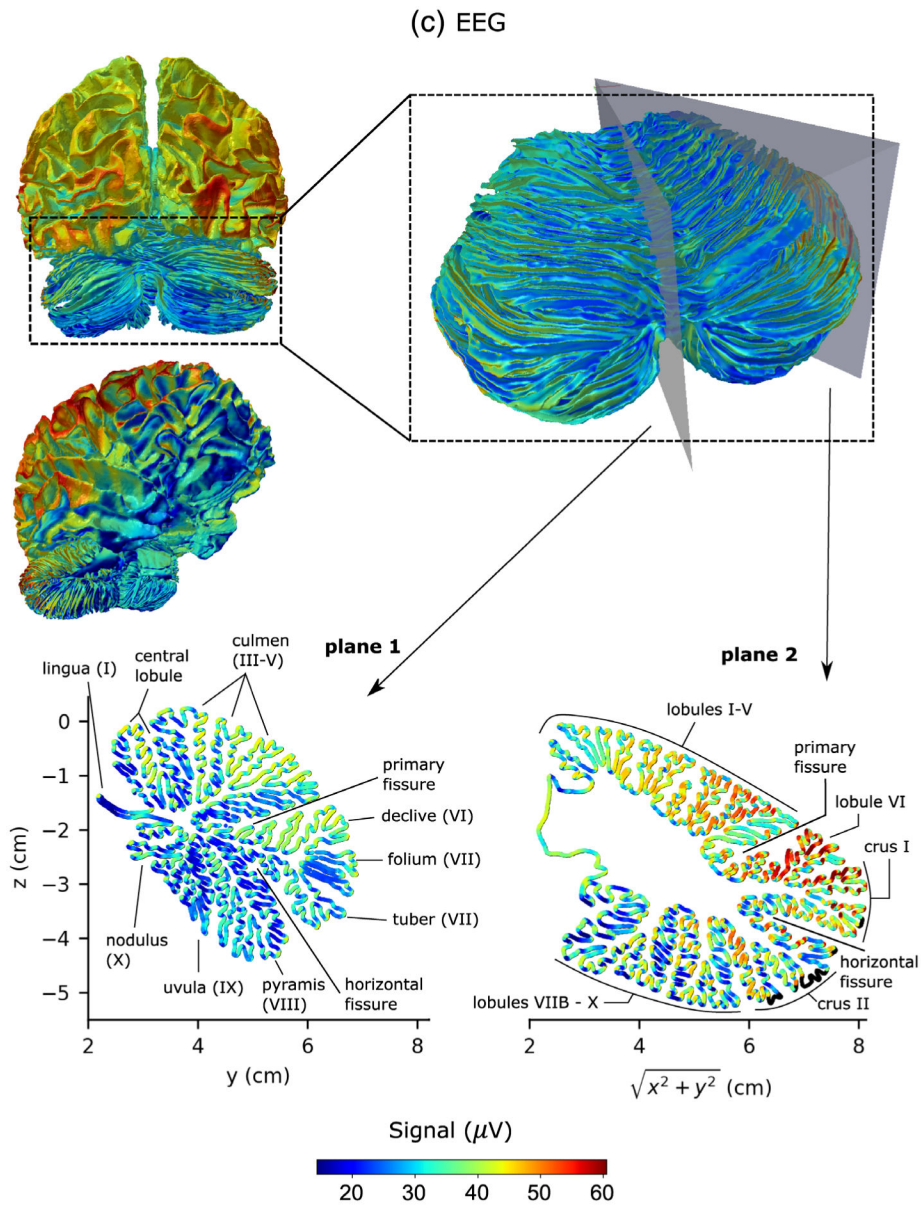 (c) EEG
plane 1
plane 2
lingua (I)
central
lobule
culmen
(III-V)
primary
fissure
declive (VI)
folium (VII)
tuber (VII)
nodulus
(X)
uvula (IX)
pyramis
(VIII)
horizontal
fissure
0
−1
−2
−3
−4
−5
z (cm)
2
4
6
8
y (cm)
lobules I-V
primary
fissure
lobule VI
crus I
horizontal
fissure
crus II
lobules VIIB - X
2
4
6
8
√x² + y² (cm)
Signal (μV)
20
30
40
50
60